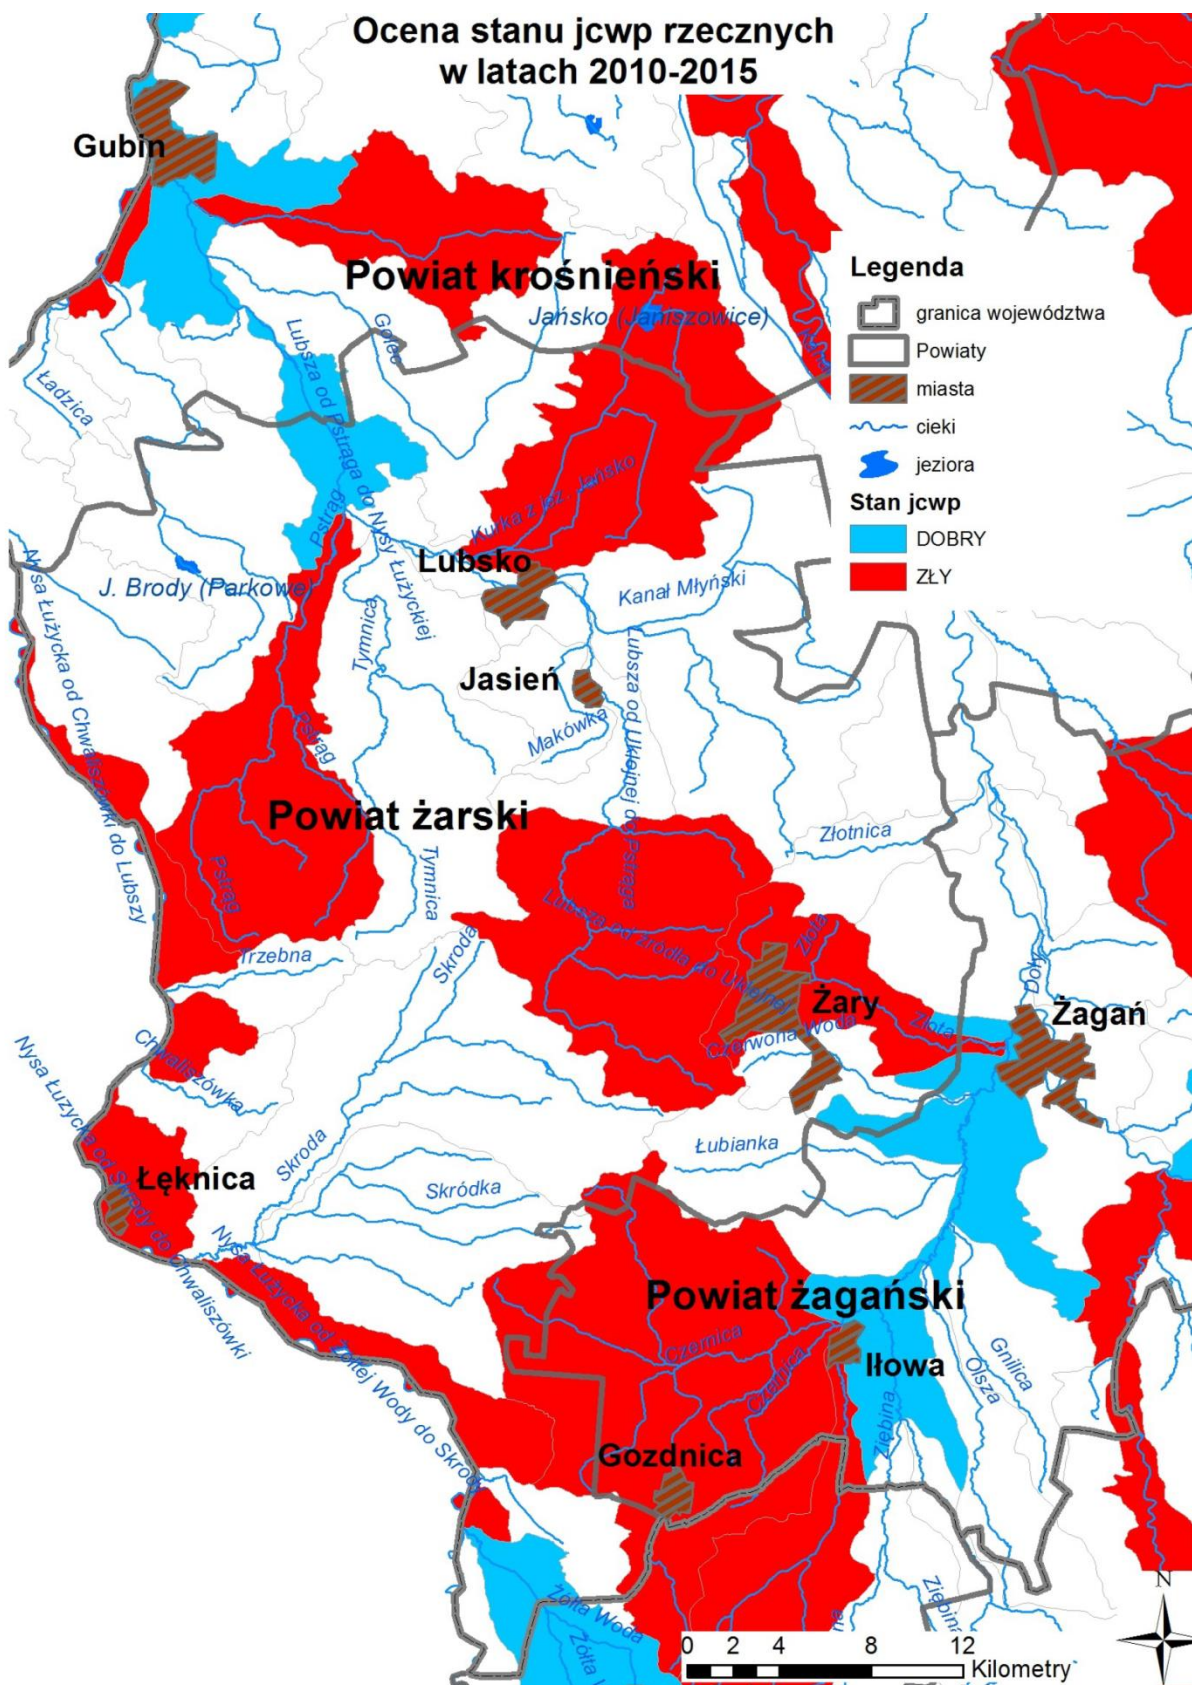 Ocena stanu jcwp rzecznych
w latach 2010-2015
Gubin
Powiat krośnieński
Jańsko (Janiszowice)
Legenda
granica województwa
Powiaty
miasta
cieki
jeziora
Stan jcwp
DOBRY
ZŁY
Ładzica
Golec
Lubsza od Pstrąga do Nysy Łużyckiej
Pstrąg
Kurka z jez. Jańsko
Lubsko
Kanał Młyński
J. Brody (Parkowe)
Tymnica
Nysa Łużycka od Chwaliszówki do Lubszy
Jasień
Makówka
Lubsza od Uklejnej do Pstrąga
Pstrąg
Powiat żarski
Złotnica
Tymnica
Pstrąg
Lubsza od źródła do Uklejnej
Złota
Skroda
Trzebna
Żary
Żagań
Złota
Czerwona Woda
Chwaliszówka
Nysa Łużycka od Skrody do Chwaliszówki
Łubianka
Skroda
Łęknica
Skródka
Nysa Łużycka od Żółtej Wody do Skrody
Powiat żagański
Czernica
Czernica
Iłowa
Gnilica
Olsza
Ziębina
Gozdnica
Żółta Woda
Ziębina
N
0 2 4 8 12
Kilometry